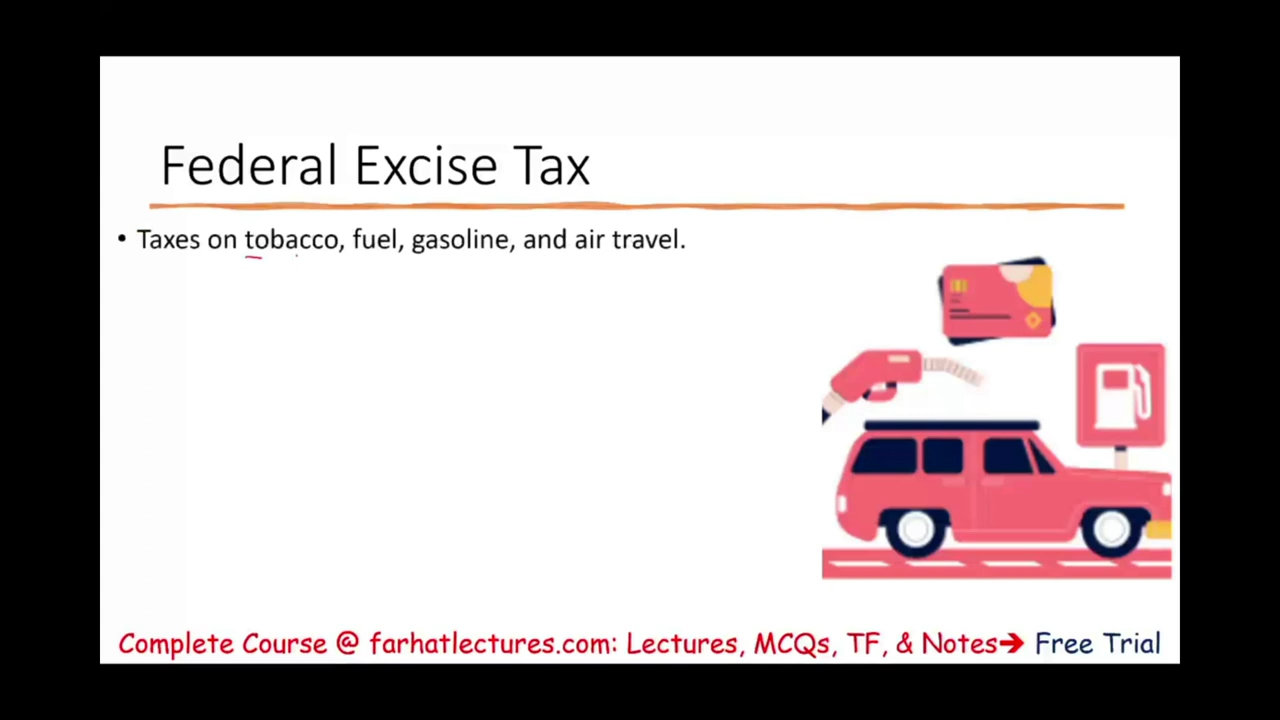 Federal Excise Tax
• Taxes on tobacco, fuel, gasoline, and air travel.
Complete Course @ farhatlectures.com: Lectures, MCQs, TF, & Notes➔ Free Trial